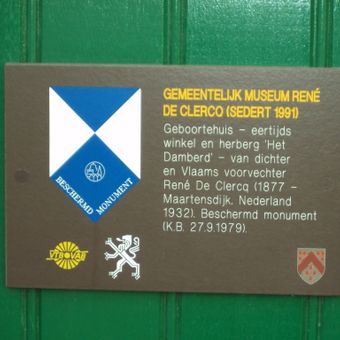 GEMEENTELIJK MUSEUM RENÉ
DE CLERCQ (SEDERT 1991)
Geboortehuis - eertijds
winkel en herberg 'Het
Damberd' - van dichter
en Vlaams voorvechter
René De Clercq (1877 -
Maartensdijk, Nederland
1932). Beschermd monument
(K.B. 27.9.1979).
BESCHERMD MONUMENT
VTB·VAB